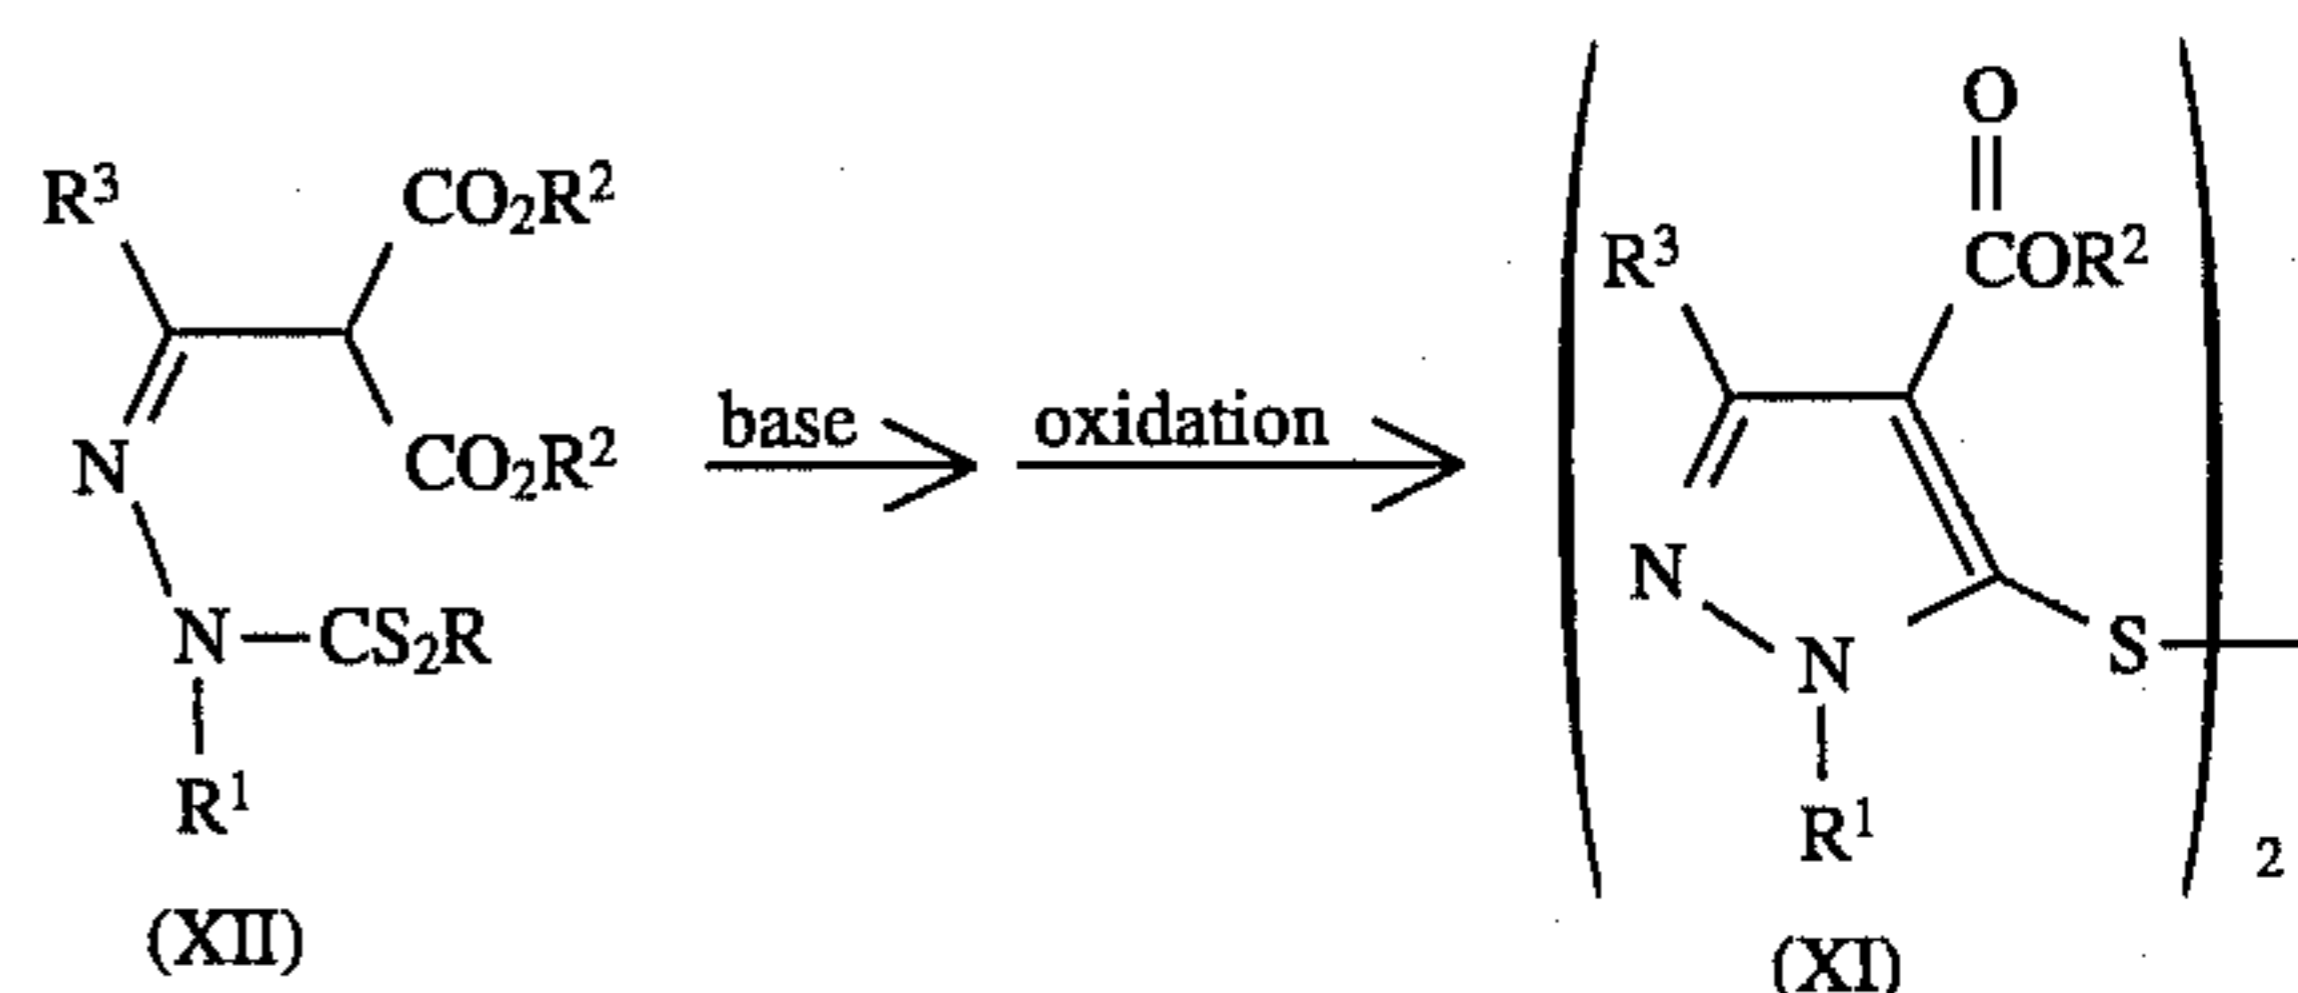 O
R³ CO₂R² R³ COR²
base oxidation
N CO₂R²
N
N—CS₂R N S
R¹ R¹
2
(XII) (XI)